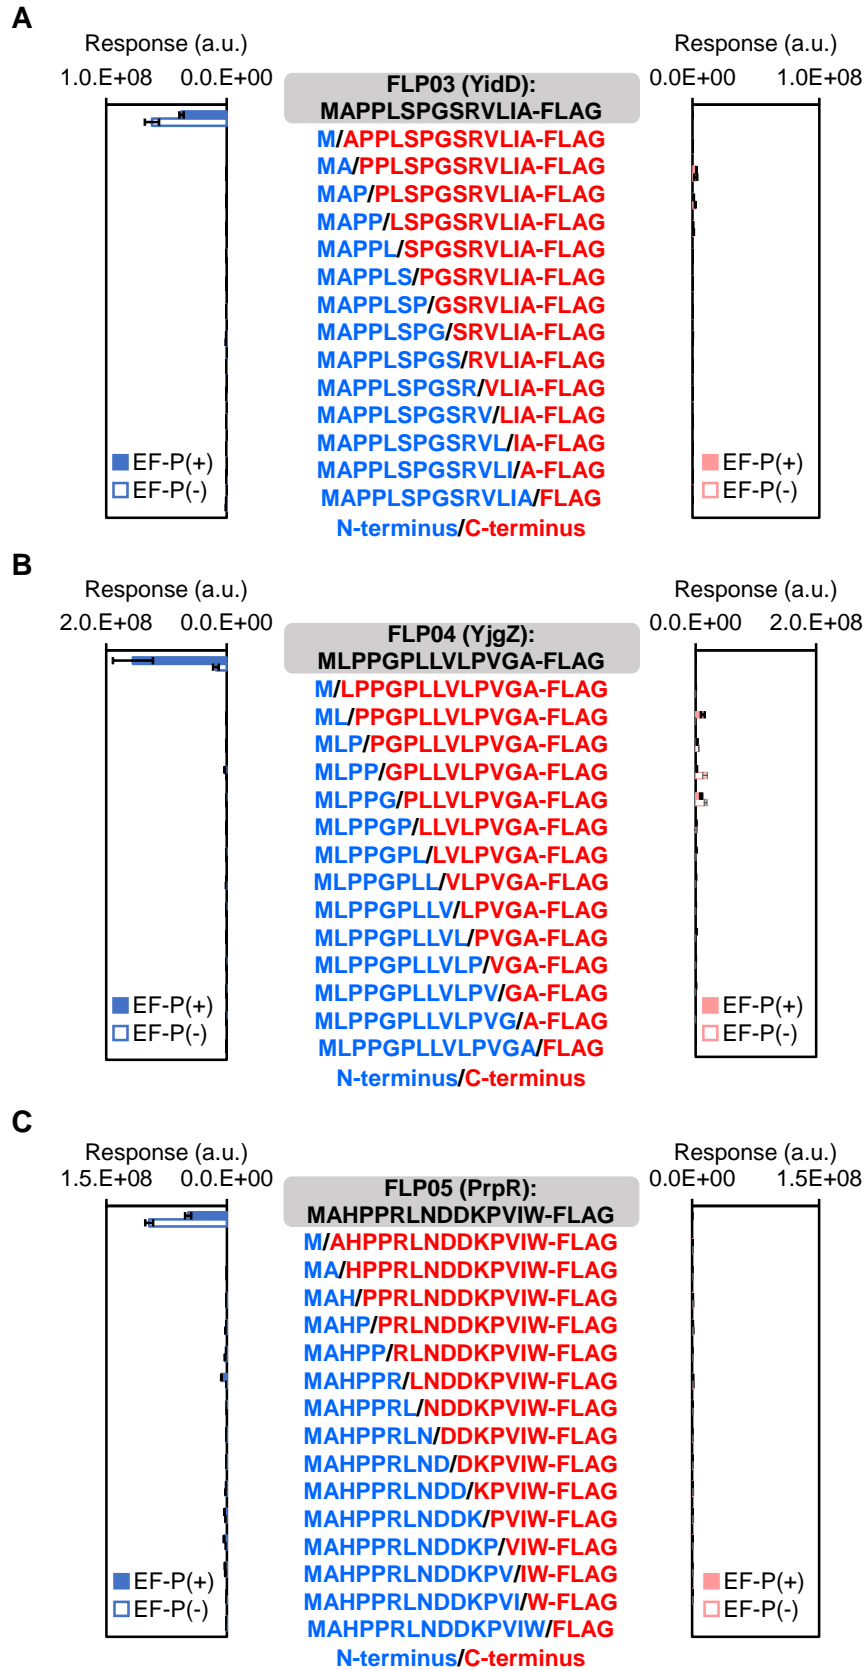 A
Response (a.u.)
1.0.E+08 0.0.E+00
FLP03 (YidD):
MAPPLSPGSRVLIA-FLAG
Response (a.u.)
0.0E+00 1.0E+08
M/APPLSPGSRVLIA-FLAG
MA/PPLSPGSRVLIA-FLAG
MAP/PLSPGSRVLIA-FLAG
MAPP/LSPGSRVLIA-FLAG
MAPPL/SPGSRVLIA-FLAG
MAPPLS/PGSRVLIA-FLAG
MAPPLSP/GSRVLIA-FLAG
MAPPLSPG/SRVLIA-FLAG
MAPPLSPGS/RVLIA-FLAG
MAPPLSPGSR/VLIA-FLAG
MAPPLSPGSRV/LIA-FLAG
MAPPLSPGSRVL/IA-FLAG
MAPPLSPGSRVLI/A-FLAG
MAPPLSPGSRVLIA/FLAG
N-terminus/C-terminus
EF-P(+)
EF-P(-)
EF-P(+)
EF-P(-)
B
Response (a.u.)
2.0.E+08 0.0.E+00
FLP04 (YjgZ):
MLPPGPLLVLPVGA-FLAG
Response (a.u.)
0.0.E+00 2.0.E+08
M/LPPGPLLVLPVGA-FLAG
ML/PPGPLLVLPVGA-FLAG
MLP/PGPLLVLPVGA-FLAG
MLPP/GPLLVLPVGA-FLAG
MLPPG/PLLVLPVGA-FLAG
MLPPGP/LLVLPVGA-FLAG
MLPPGPL/LVLPVGA-FLAG
MLPPGPLL/VLPVGA-FLAG
MLPPGPLLV/LPVGA-FLAG
MLPPGPLLVL/PVGA-FLAG
MLPPGPLLVLP/VGA-FLAG
MLPPGPLLVLPV/GA-FLAG
MLPPGPLLVLPVG/A-FLAG
MLPPGPLLVLPVGA/FLAG
N-terminus/C-terminus
EF-P(+)
EF-P(-)
EF-P(+)
EF-P(-)
C
Response (a.u.)
1.5.E+08 0.0.E+00
FLP05 (PrpR):
MAHPPRLNDDKPVIW-FLAG
Response (a.u.)
0.0E+00 1.5E+08
M/AHPPRLNDDKPVIW-FLAG
MA/HPPRLNDDKPVIW-FLAG
MAH/PPRLNDDKPVIW-FLAG
MAHP/PRLNDDKPVIW-FLAG
MAHPP/RLNDDKPVIW-FLAG
MAHPPR/LNDDKPVIW-FLAG
MAHPPRL/NDDKPVIW-FLAG
MAHPPRLN/DDKPVIW-FLAG
MAHPPRLND/DKPVIW-FLAG
MAHPPRLNDD/KPVIW-FLAG
MAHPPRLNDDK/PVIW-FLAG
MAHPPRLNDDKP/VIW-FLAG
MAHPPRLNDDKPV/IW-FLAG
MAHPPRLNDDKPVI/W-FLAG
MAHPPRLNDDKPVIW/FLAG
N-terminus/C-terminus
EF-P(+)
EF-P(-)
EF-P(+)
EF-P(-)